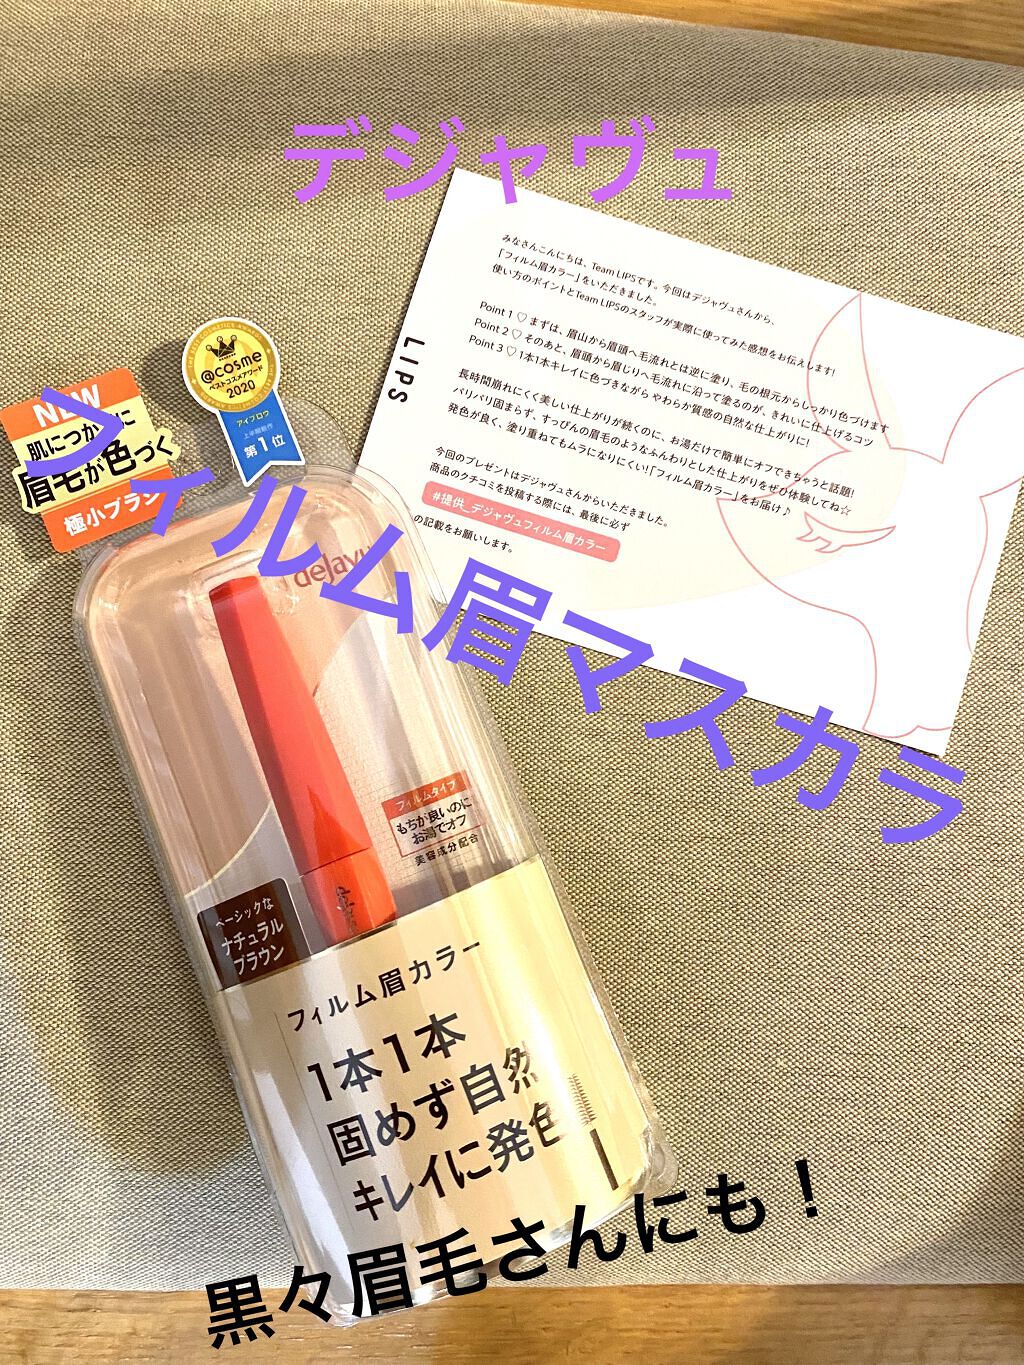 デジャヴュ
みなさんこんにちは、Team LIPSです。今回はデジャヴュさんから、
「フィルム眉カラー」をいただきました。
使い方のポイントとTeam LIPSのスタッフが実際に使ってみた感想をお伝えします!
Point 1 ♡ まずは、眉山から眉頭へ毛流れとは逆に塗り、毛の根元からしっかり色づけます
Point 2 ♡ そのあと、眉頭から眉じりへ毛流れに沿って塗るのが、きれいに仕上げるコツ
Point 3 ♡ 1本1本キレイに色づきながら やわらか質感の自然な仕上がりに!
長時間崩れにくく美しい仕上がりが続くのに、お湯だけで簡単にオフできちゃうと話題!
バリバリ固まらず、すっぴんの眉毛のようなふんわりとした仕上がりをぜひ体験してね☆
発色が良く、塗り重ねてもムラになりにくい!「フィルム眉カラー」をお届け♪
今回のプレゼントはデジャヴュさんからいただきました。
商品のクチコミを投稿する際には、最後に必ず
#提供_デジャヴュフィルム眉カラー
の記載をお願いします。
LIPS
@cosme
ベストコスメアワード
2020
アイブロウ
上半期新作
第1位
NEW
肌につかずに
眉毛が色づく
極小ブラシ
フィルム眉マスカラ
dejavu
フィルムタイプ
もちが良いのに
お湯でオフ
美容成分配合
ベーシックな
ナチュラル
ブラウン
フィルム眉カラー
1本1本
固めず自然
キレイに発色
黒々眉毛さんにも！